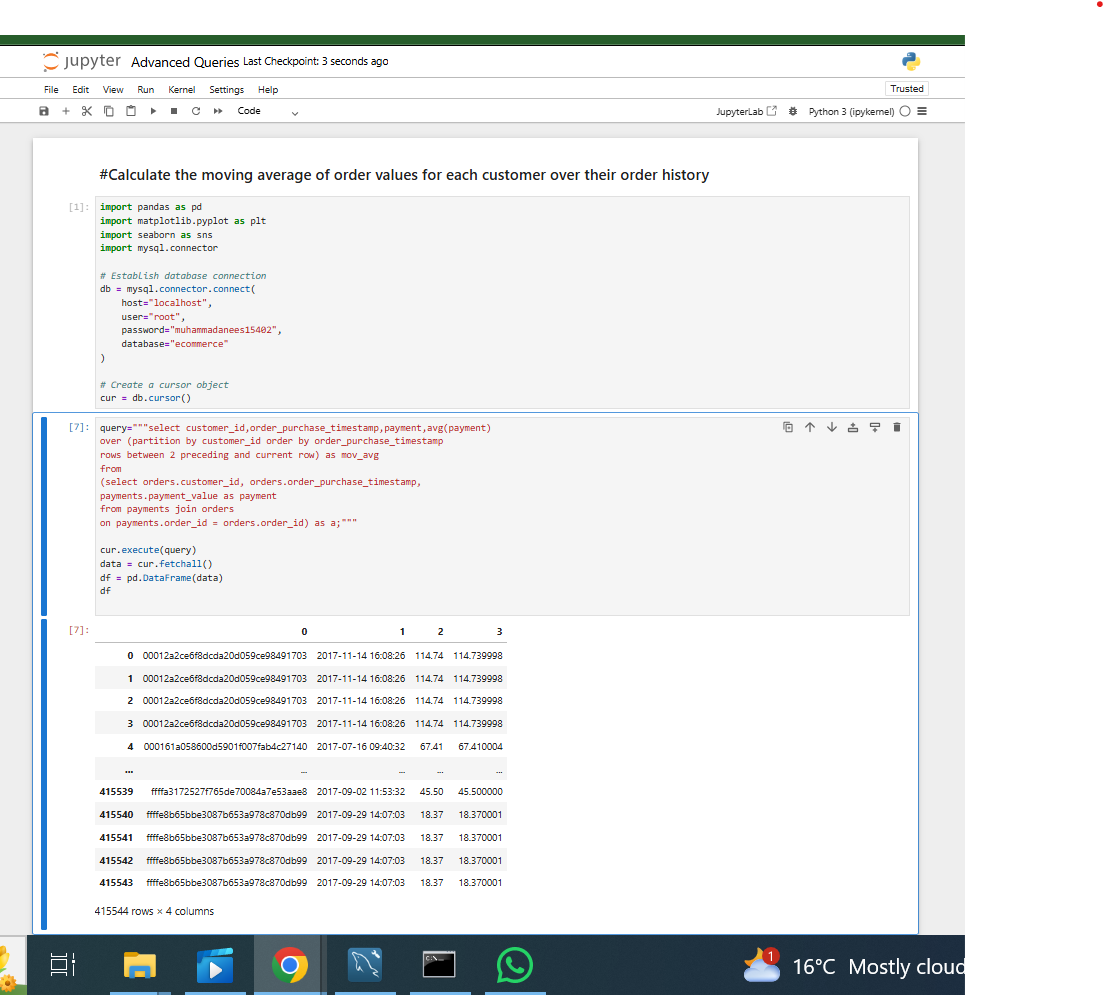 jupyter Advanced Queries Last Checkpoint: 3 seconds ago
File Edit View Run Kernel Settings Help Trusted
Code JupyterLab Python 3 (ipykernel)
#Calculate the moving average of order values for each customer over their order history
[1]: import pandas as pd
import matplotlib.pyplot as plt
import seaborn as sns
import mysql.connector
# Establish database connection
db = mysql.connector.connect(
host="localhost",
user="root",
password="muhammadanees15402",
database="ecommerce"
)
# Create a cursor object
cur = db.cursor()
[7]: query="""select customer_id,order_purchase_timestamp,payment,avg(payment)
over (partition by customer_id order by order_purchase_timestamp
rows between 2 preceding and current row) as mov_avg
from
(select orders.customer_id, orders.order_purchase_timestamp,
payments.payment_value as payment
from payments join orders
on payments.order_id = orders.order_id) as a;"""
cur.execute(query)
data = cur.fetchall()
df = pd.DataFrame(data)
df
[7]: 0 1 2 3
0 00012a2ce6f8dcda20d059ce98491703 2017-11-14 16:08:26 114.74 114.739998
1 00012a2ce6f8dcda20d059ce98491703 2017-11-14 16:08:26 114.74 114.739998
2 00012a2ce6f8dcda20d059ce98491703 2017-11-14 16:08:26 114.74 114.739998
3 00012a2ce6f8dcda20d059ce98491703 2017-11-14 16:08:26 114.74 114.739998
4 000161a058600d5901f007fab4c27140 2017-07-16 09:40:32 67.41 67.410004
... ... ... ... ...
415539 ffffa3172527f765de70084a7e53aae8 2017-09-02 11:53:32 45.50 45.500000
415540 ffffe8b65bbe3087b653a978c870db99 2017-09-29 14:07:03 18.37 18.370001
415541 ffffe8b65bbe3087b653a978c870db99 2017-09-29 14:07:03 18.37 18.370001
415542 ffffe8b65bbe3087b653a978c870db99 2017-09-29 14:07:03 18.37 18.370001
415543 ffffe8b65bbe3087b653a978c870db99 2017-09-29 14:07:03 18.37 18.370001
415544 rows × 4 columns
1 16°C Mostly cloud